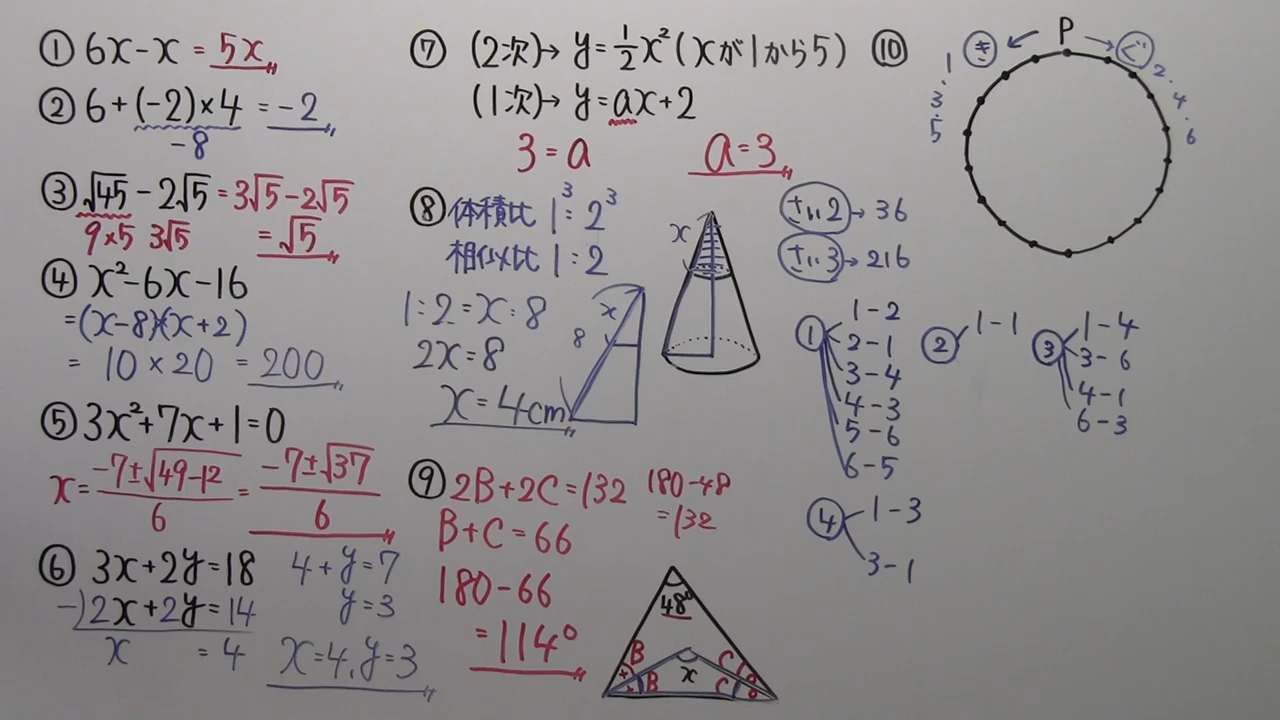 ① 6x-x = 5x
② 6+(-2)×4 = -2
-8
③ √45 - 2√5 = 3√5 - 2√5
9×5 3√5 = √5
④ x²-6x-16
=(x-8)(x+2)
= 10×20 = 200
⑤ 3x²+7x+1=0
x = (-7±√(49-12))/6 = (-7±√37)/6
⑥ 3x+2y=18 4+y=7
-)2x+2y=14 y=3
x =4 x=4, y=3
⑦ (2次)→ y=1/2x² (xが1から5)
(1次)→ y=ax+2
3=a a=3
⑧ 体積比 1³:2³
相似比 1:2
1:2=x:8
2x=8
x=4cm
x
8
x
⑨ 2B+2C=132 180-48
=132
B+C=66
180-66
=114°
48°
B
B
x
C
C
⑩ P
き ぐ
1・3・5
2・4・6
2→36
3→216
① 1-2
2-1
3-4
4-3
5-6
6-5
② 1-1
③ 1-4
3-6
4-1
6-3
④ 1-3
3-1